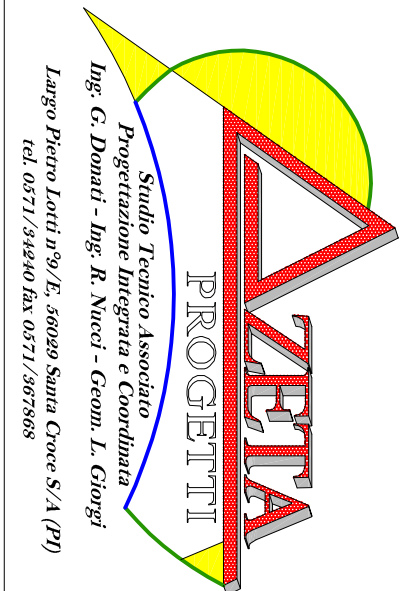 AZETA
PROGETTI
Studio Tecnico Associato
Progettazione Integrata e Coordinata
Ing. G. Donati - Ing. R. Nucci - Geom. L. Giorgi
Largo Pietro Lotti n°9/E, 56029 Santa Croce S/A (PI)
tel. 0571/34240 fax 0571/367868